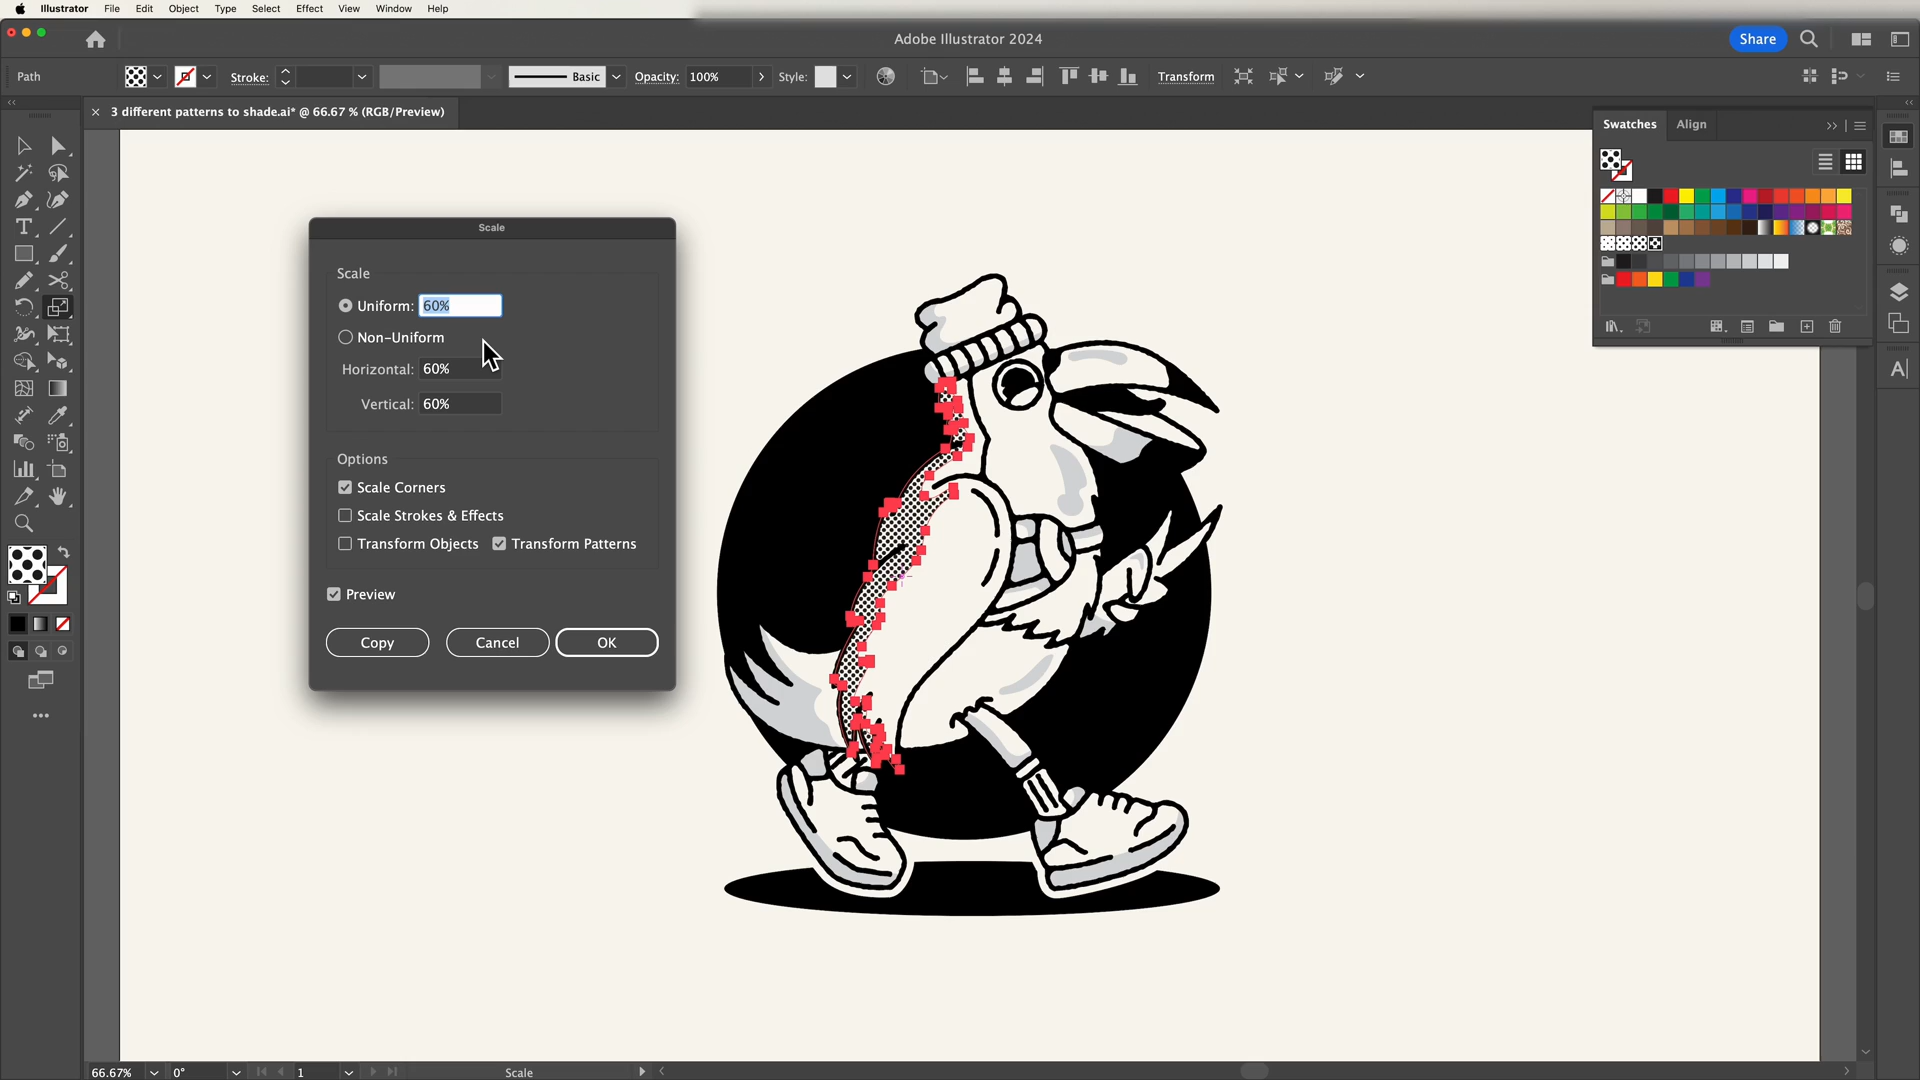 Illustrator File Edit Object Type Select Effect View Window Help
Adobe Illustrator 2024
Share
Path
Stroke:
Basic
Opacity: 100%
Style:
Transform
× 3 different patterns to shade.ai* @ 66.67 % (RGB/Preview)
Swatches Align
Scale
Scale
Uniform: 60%
Non-Uniform
Horizontal: 60%
Vertical: 60%
Options
Scale Corners
Scale Strokes & Effects
Transform Objects Transform Patterns
Preview
Copy Cancel OK
66.67% 0° 1 Scale